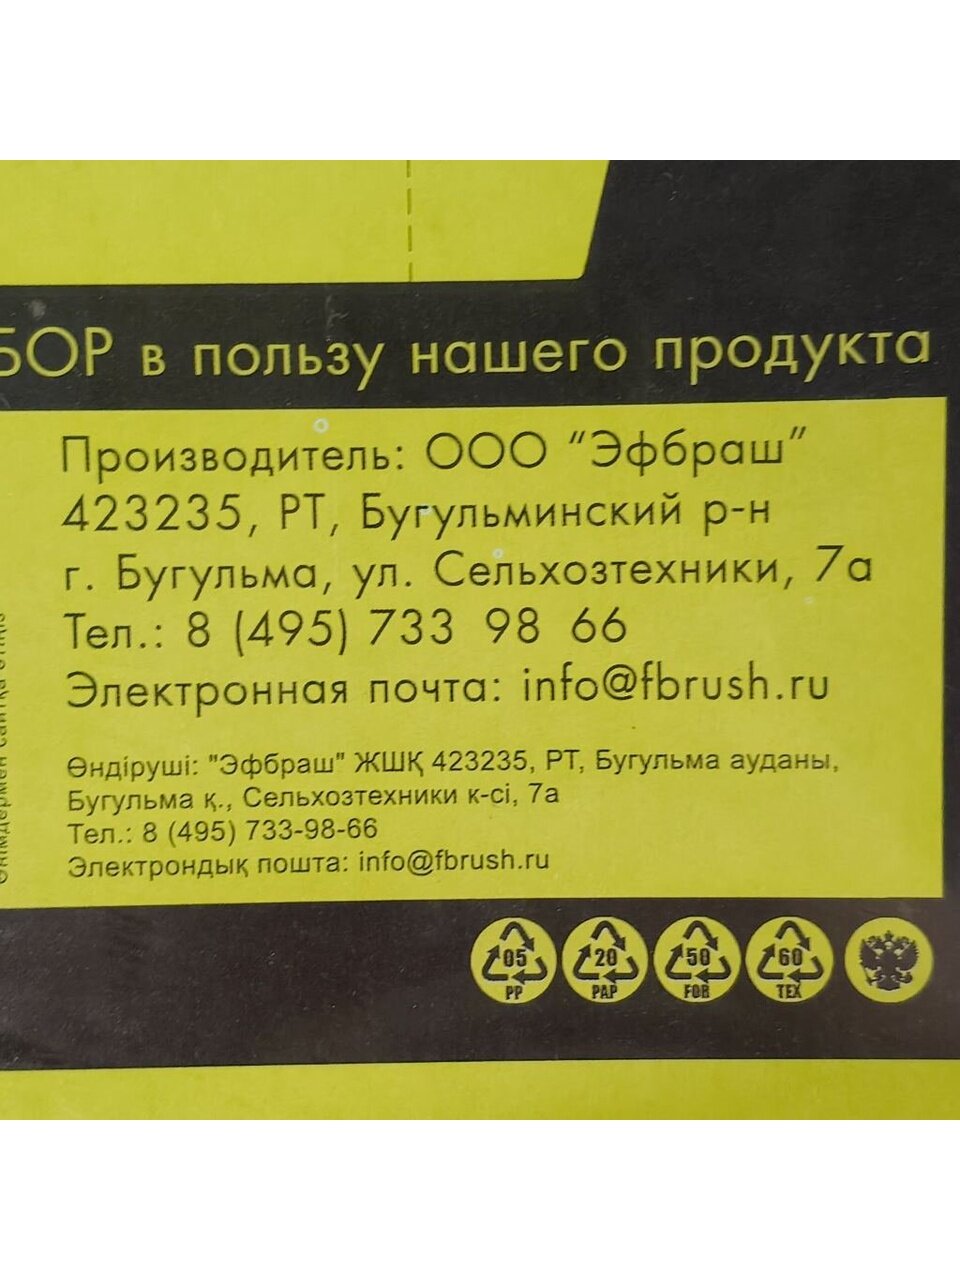 БОР в пользу нашего продукта
Производитель: ООО "Эфбраш"
423235, РТ, Бугульминский р-н
г. Бугульма, ул. Сельхозтехники, 7а
Тел.: 8 (495) 733 98 66
Электронная почта: info@fbrush.ru
Өндіруші: "Эфбраш" ЖШҚ 423235, РТ, Бугульма ауданы,
Бугульма қ., Сельхозтехники к-сі, 7а
Тел.: 8 (495) 733-98-66
Электрондық пошта: info@fbrush.ru
05 20 50 60
PP PAP FOR TEX